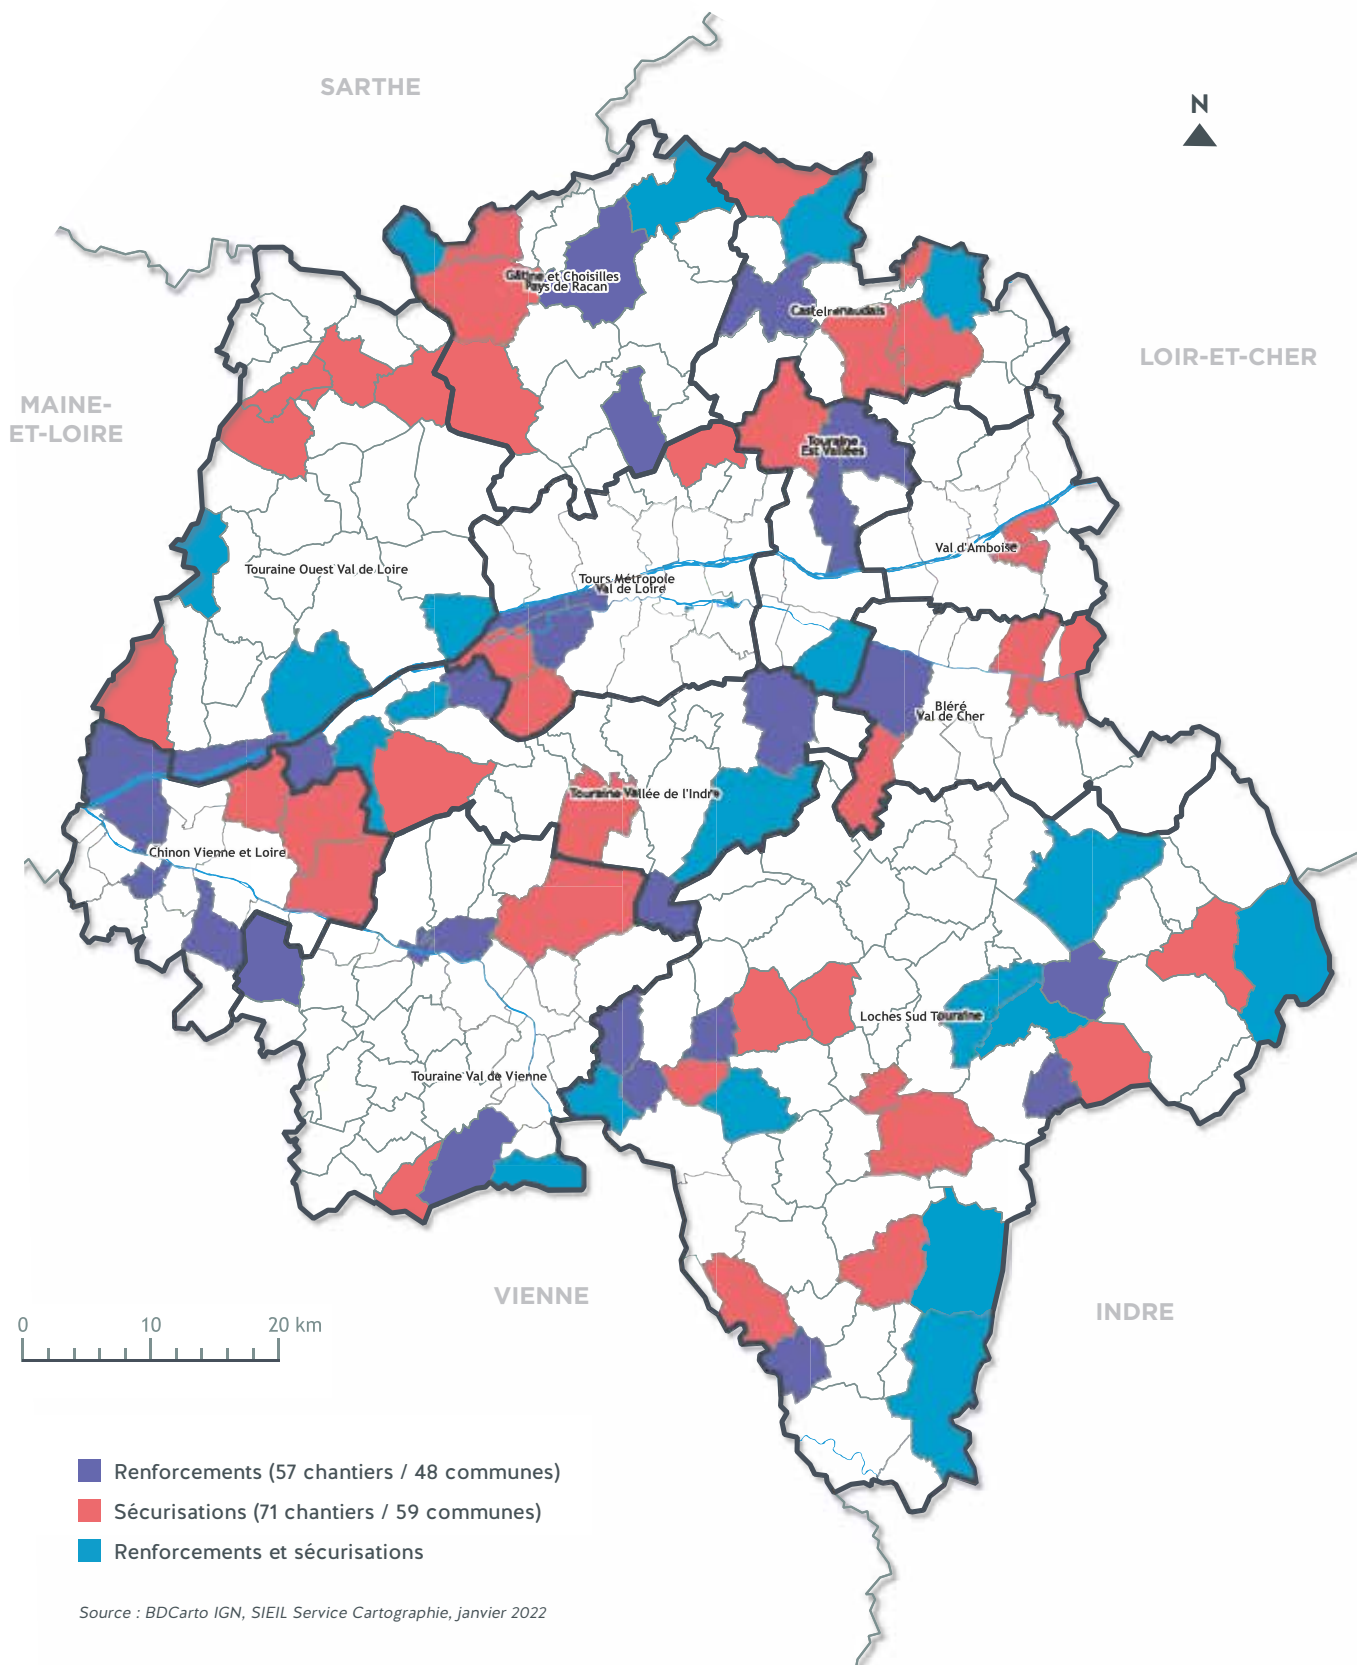 SARTHE
N
Gâtine et Choisilles
Pays de Racan
Castelrenaudais
LOIR-ET-CHER
MAINE-
ET-LOIRE
Touraine
Est Vallées
Val d'Amboise
Touraine Ouest Val de Loire
Tours Métropole
Val de Loire
Bléré
Val de Cher
Touraine Vallée de l'Indre
Chinon Vienne et Loire
Loches Sud Touraine
Touraine Val de Vienne
VIENNE
INDRE
0 10 20 km
Renforcements (57 chantiers / 48 communes)
Sécurisations (71 chantiers / 59 communes)
Renforcements et sécurisations
Source : BDCarto IGN, SIEIL Service Cartographie, janvier 2022